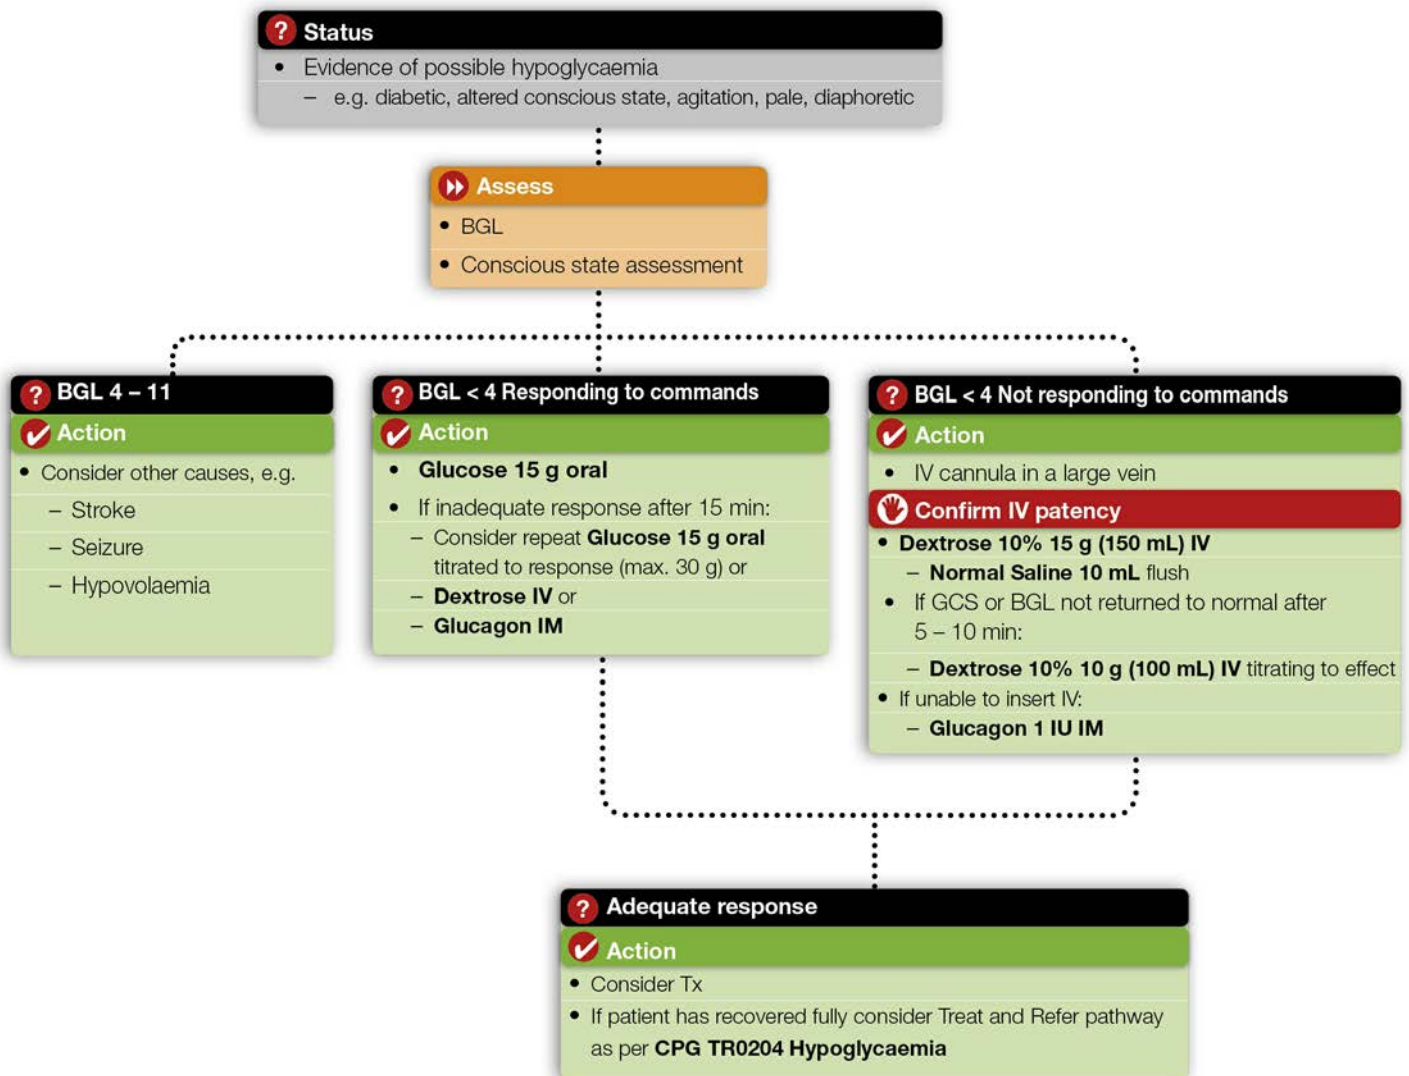 Status
• Evidence of possible hypoglycaemia
– e.g. diabetic, altered conscious state, agitation, pale, diaphoretic
Assess
• BGL
• Conscious state assessment
BGL 4 – 11
Action
• Consider other causes, e.g.
– Stroke
– Seizure
– Hypovolaemia
BGL < 4 Responding to commands
Action
• Glucose 15 g oral
• If inadequate response after 15 min:
– Consider repeat Glucose 15 g oral
titrated to response (max. 30 g) or
– Dextrose IV or
– Glucagon IM
BGL < 4 Not responding to commands
Action
• IV cannula in a large vein
Confirm IV patency
• Dextrose 10% 15 g (150 mL) IV
– Normal Saline 10 mL flush
• If GCS or BGL not returned to normal after
5 – 10 min:
– Dextrose 10% 10 g (100 mL) IV titrating to effect
• If unable to insert IV:
– Glucagon 1 IU IM
Adequate response
Action
• Consider Tx
• If patient has recovered fully consider Treat and Refer pathway
as per CPG TR0204 Hypoglycaemia